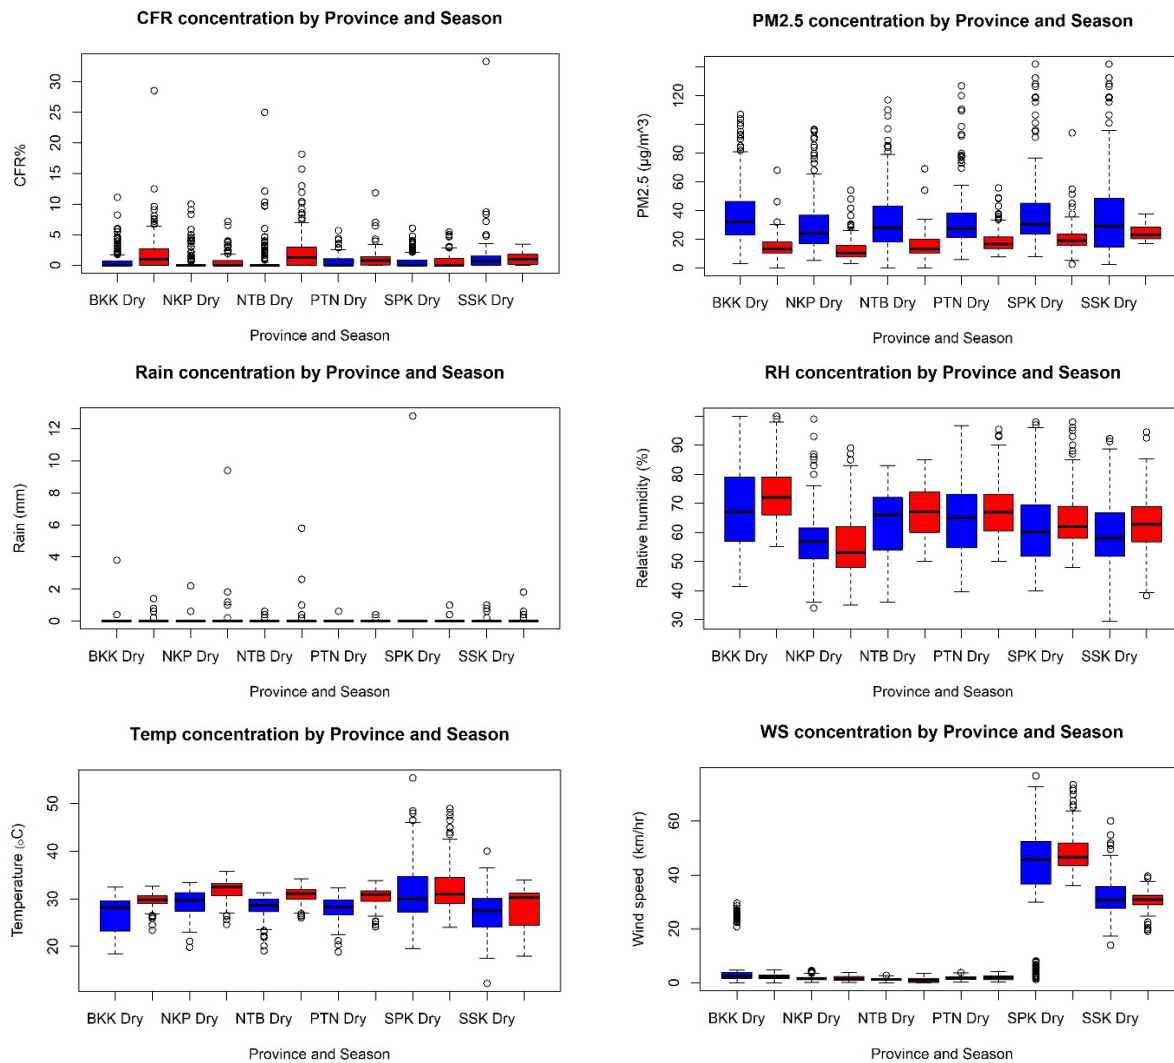 CFR concentration by Province and Season
CFR%
30
25
20
15
10
5
0
BKK Dry NKP Dry NTB Dry PTN Dry SPK Dry SSK Dry
Province and Season
PM2.5 concentration by Province and Season
PM2.5 (µg/m^3)
120
80
60
40
20
0
BKK Dry NKP Dry NTB Dry PTN Dry SPK Dry SSK Dry
Province and Season
Rain concentration by Province and Season
Rain (mm)
12
10
8
6
4
2
0
BKK Dry NKP Dry NTB Dry PTN Dry SPK Dry SSK Dry
Province and Season
RH concentration by Province and Season
Relative humidity (%)
90
80
70
60
50
40
30
BKK Dry NKP Dry NTB Dry PTN Dry SPK Dry SSK Dry
Province and Season
Temp concentration by Province and Season
Temperature (°C)
50
40
30
20
BKK Dry NKP Dry NTB Dry PTN Dry SPK Dry SSK Dry
Province and Season
WS concentration by Province and Season
Wind speed (km/hr)
60
40
20
0
BKK Dry NKP Dry NTB Dry PTN Dry SPK Dry SSK Dry
Province and Season